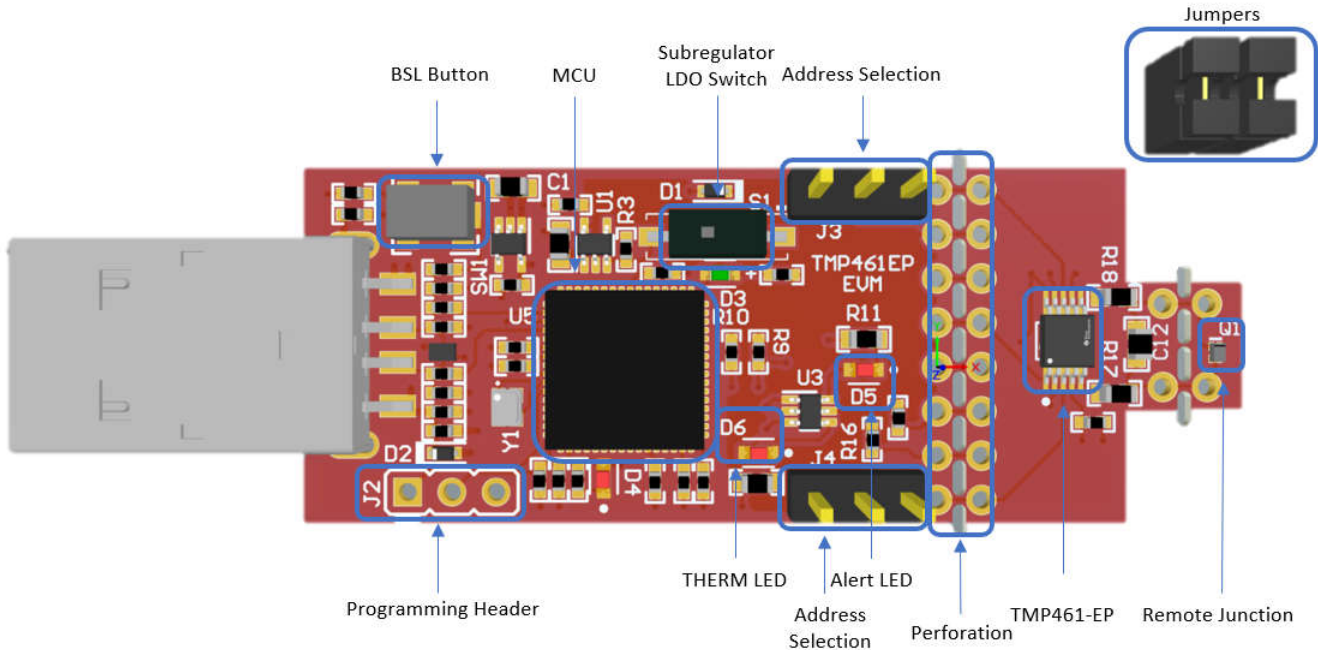 Jumpers
Subregulator
LDO Switch
BSL Button
MCU
Address Selection
C1
U1
R3
D1
S1
J3
SW1
TMP461EP
EVM
R18
U5
D3
R10
R9
R11
+
Z
X
C12
Q1
R17
U3
D5
Y1
D6
R16
D2
J2
D4
J4
THERM LED
Alert LED
Programming Header
Address
Selection
Perforation
TMP461-EP
Remote Junction